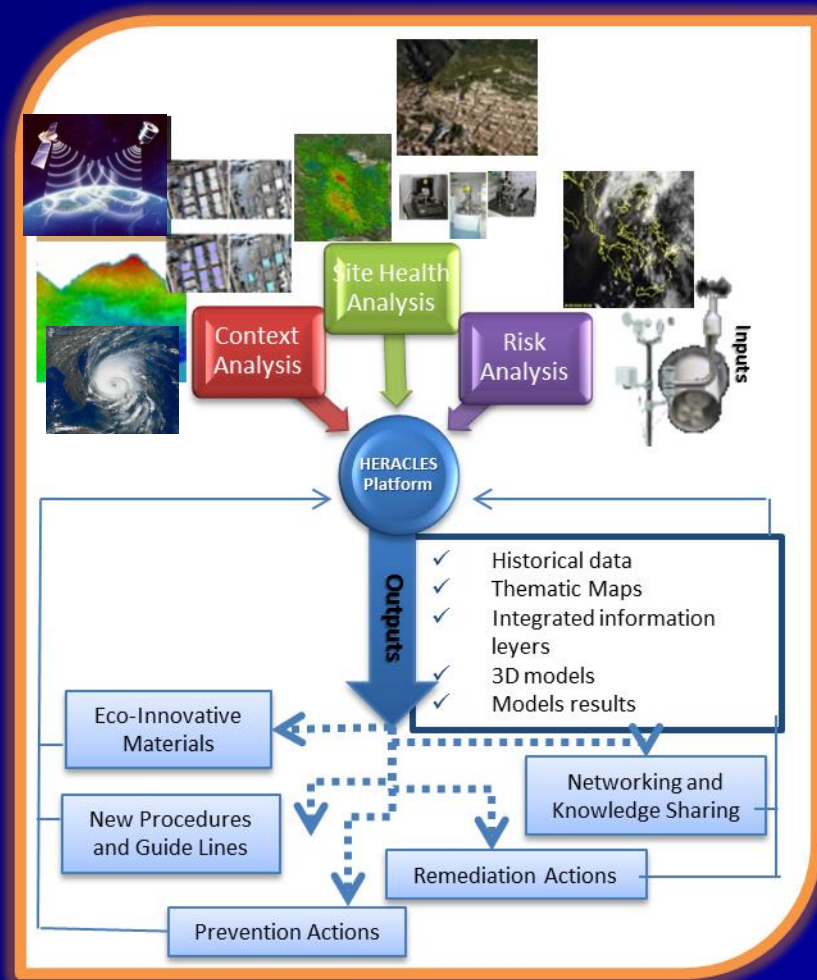 Site Health
Analysis
Context
Analysis
Risk
Analysis
Inputs
HERACLES
Platform
Outputs
✓ Historical data
✓ Thematic Maps
✓ Integrated information
leyers
✓ 3D models
✓ Models results
Eco-Innovative
Materials
Networking and
Knowledge Sharing
New Procedures
and Guide Lines
Remediation Actions
Prevention Actions